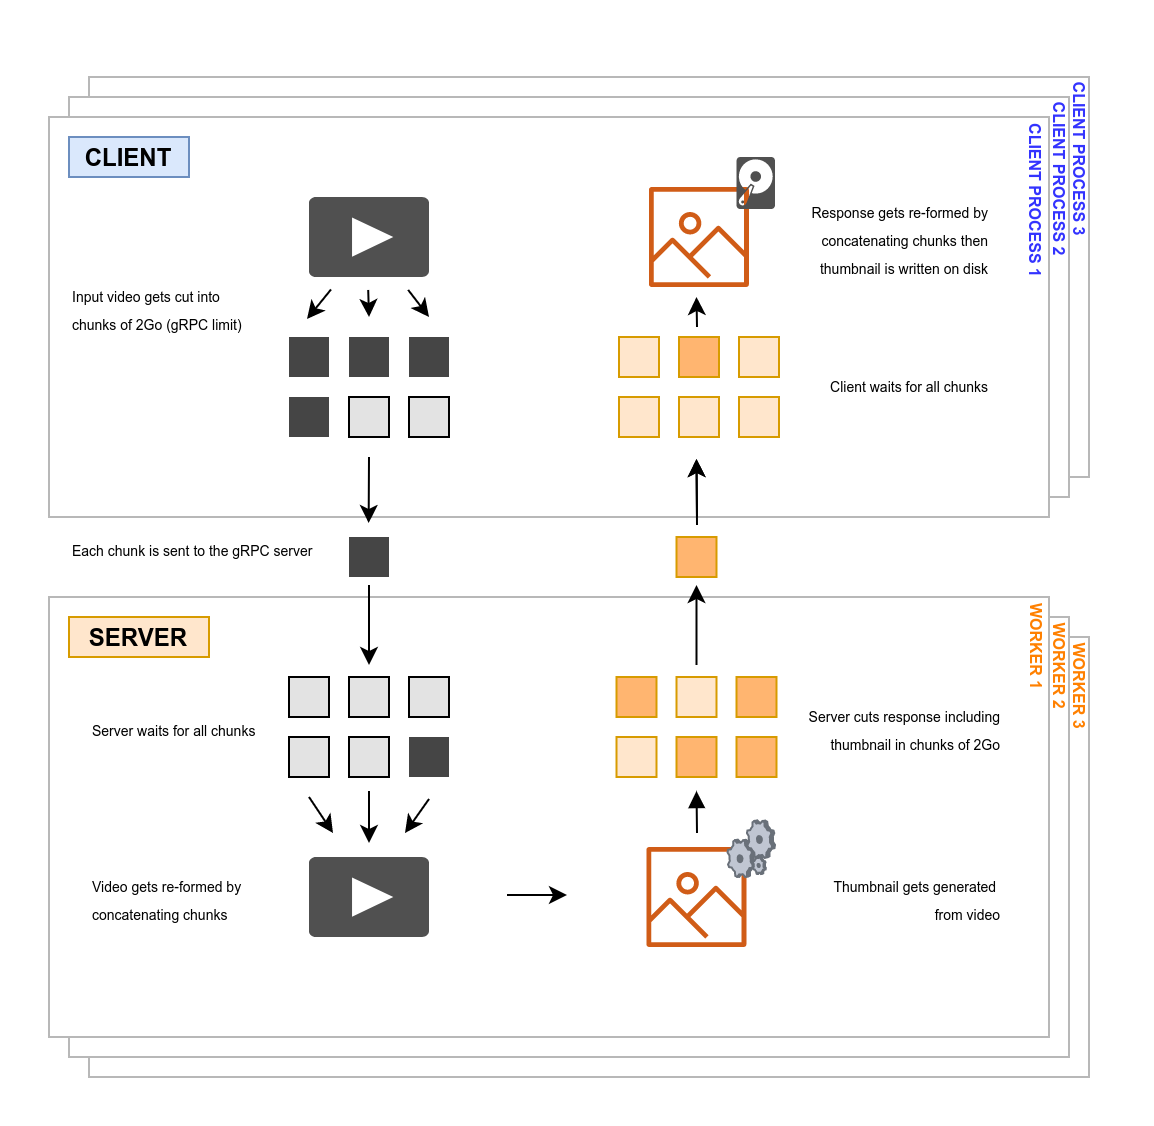 CLIENT PROCESS 3
CLIENT PROCESS 2
CLIENT PROCESS 1
CLIENT
Input video gets cut into
chunks of 2Go (gRPC limit)
Response gets re-formed by
concatenating chunks then
thumbnail is written on disk
Client waits for all chunks
Each chunk is sent to the gRPC server
WORKER 1
WORKER 2
WORKER 3
SERVER
Server waits for all chunks
Server cuts response including
thumbnail in chunks of 2Go
Video gets re-formed by
concatenating chunks
Thumbnail gets generated
from video